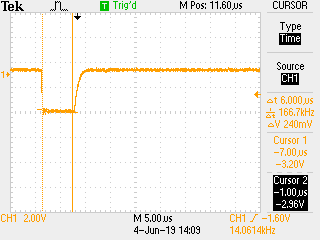 Tek T Trig'd M Pos: 11.60µs CURSOR
Type
Time
Source
CH1
Δt 6.000µs
1/Δt 166.7kHz
ΔV 240mV
Cursor 1
-7.00µs
-3.20V
Cursor 2
-1.00µs
-2.96V
1
CH1 2.00V M 5.00µs CH1 -1.60V
4-Jun-19 14:09 14.0614kHz